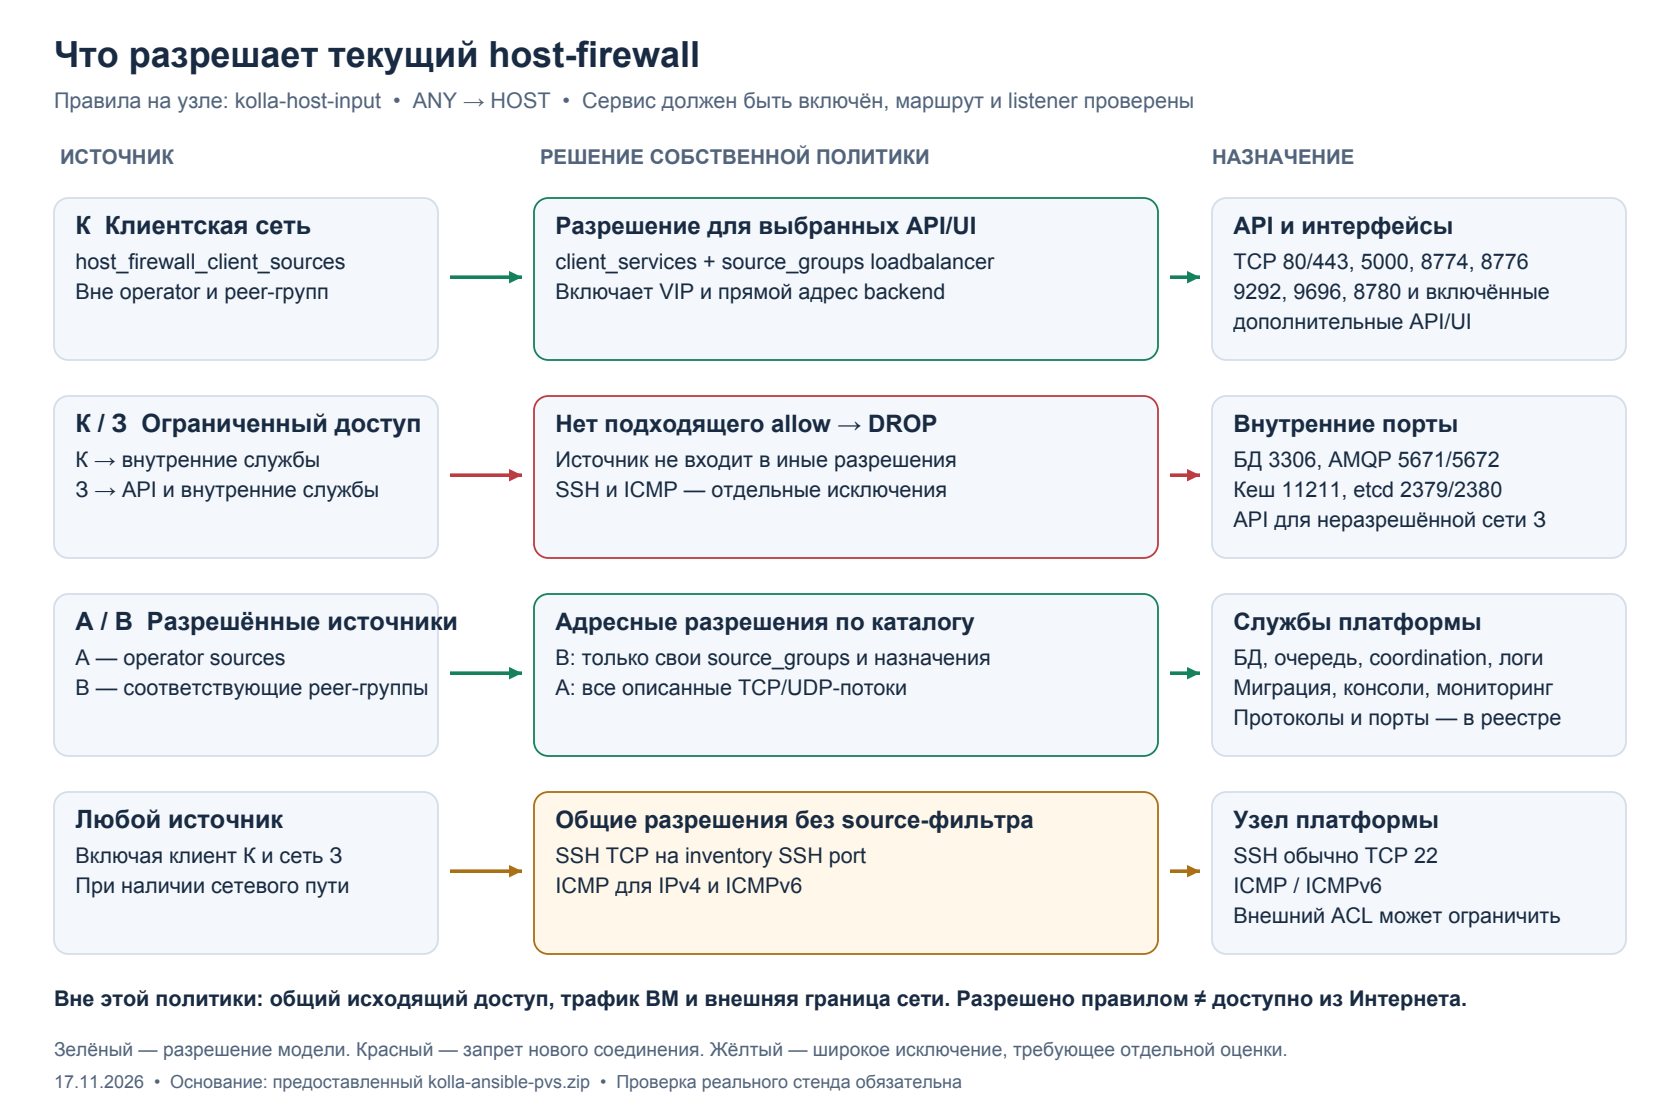 Что разрешает текущий host-firewall
Правила на узле: kolla-host-input • ANY → HOST • Сервис должен быть включён, маршрут и listener проверены
ИСТОЧНИК
РЕШЕНИЕ СОБСТВЕННОЙ ПОЛИТИКИ
НАЗНАЧЕНИЕ
К Клиентская сеть
host_firewall_client_sources
Вне operator и peer-групп
Разрешение для выбранных API/UI
client_services + source_groups loadbalancer
Включает VIP и прямой адрес backend
API и интерфейсы
TCP 80/443, 5000, 8774, 8776
9292, 9696, 8780 и включённые
дополнительные API/UI
К / З Ограниченный доступ
К → внутренние службы
З → API и внутренние службы
Нет подходящего allow → DROP
Источник не входит в иные разрешения
SSH и ICMP — отдельные исключения
Внутренние порты
БД 3306, AMQP 5671/5672
Кеш 11211, etcd 2379/2380
API для неразрешённой сети З
А / В Разрешённые источники
А — operator sources
В — соответствующие peer-группы
Адресные разрешения по каталогу
В: только свои source_groups и назначения
А: все описанные TCP/UDP-потоки
Службы платформы
БД, очередь, coordination, логи
Миграция, консоли, мониторинг
Протоколы и порты — в реестре
Любой источник
Включая клиент К и сеть З
При наличии сетевого пути
Общие разрешения без source-фильтра
SSH TCP на inventory SSH port
ICMP для IPv4 и ICMPv6
Узел платформы
SSH обычно TCP 22
ICMP / ICMPv6
Внешний ACL может ограничить
Вне этой политики: общий исходящий доступ, трафик ВМ и внешняя граница сети. Разрешено правилом ≠ доступно из Интернета.
Зелёный — разрешение модели. Красный — запрет нового соединения. Жёлтый — широкое исключение, требующее отдельной оценки.
17.11.2026 • Основание: предоставленный kolla-ansible-pvs.zip • Проверка реального стенда обязательна